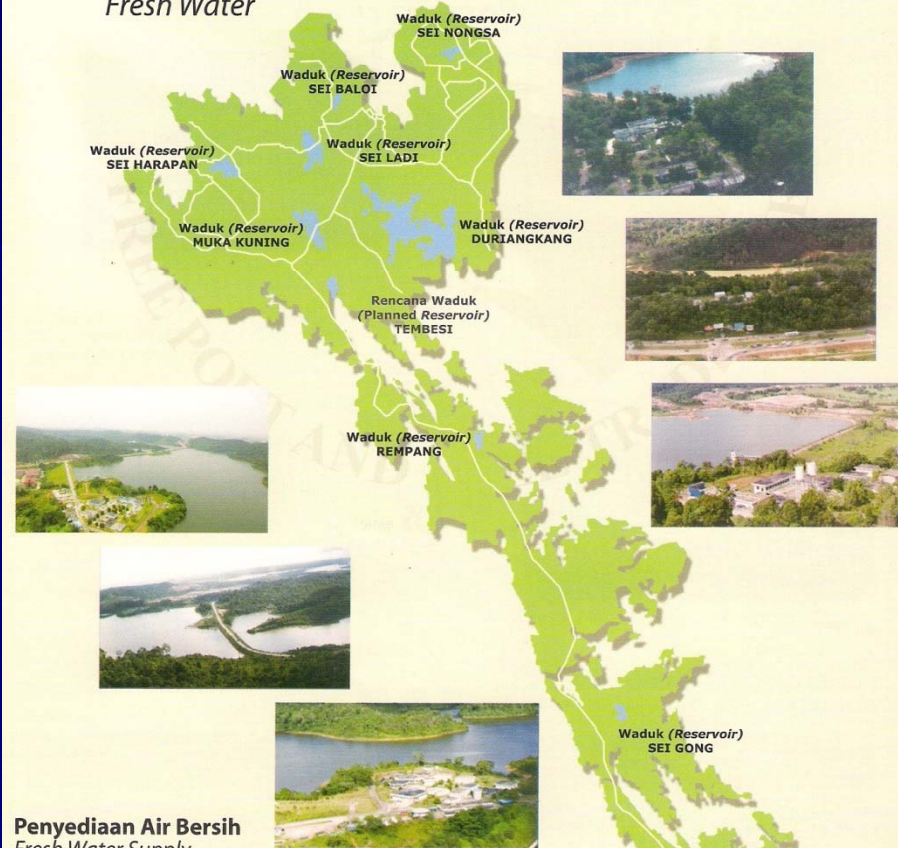 Fresh Water
Waduk (Reservoir)
SEI NONGSA
Waduk (Reservoir)
SEI BALOI
Waduk (Reservoir)
SEI LADI
Waduk (Reservoir)
SEI HARAPAN
Waduk (Reservoir)
MUKA KUNING
Waduk (Reservoir)
DURIANGKANG
Rencana Waduk
(Planned Reservoir)
TEMBESI
Waduk (Reservoir)
REMPANG
Waduk (Reservoir)
SEI GONG
Penyediaan Air Bersih
Fresh Water Supply